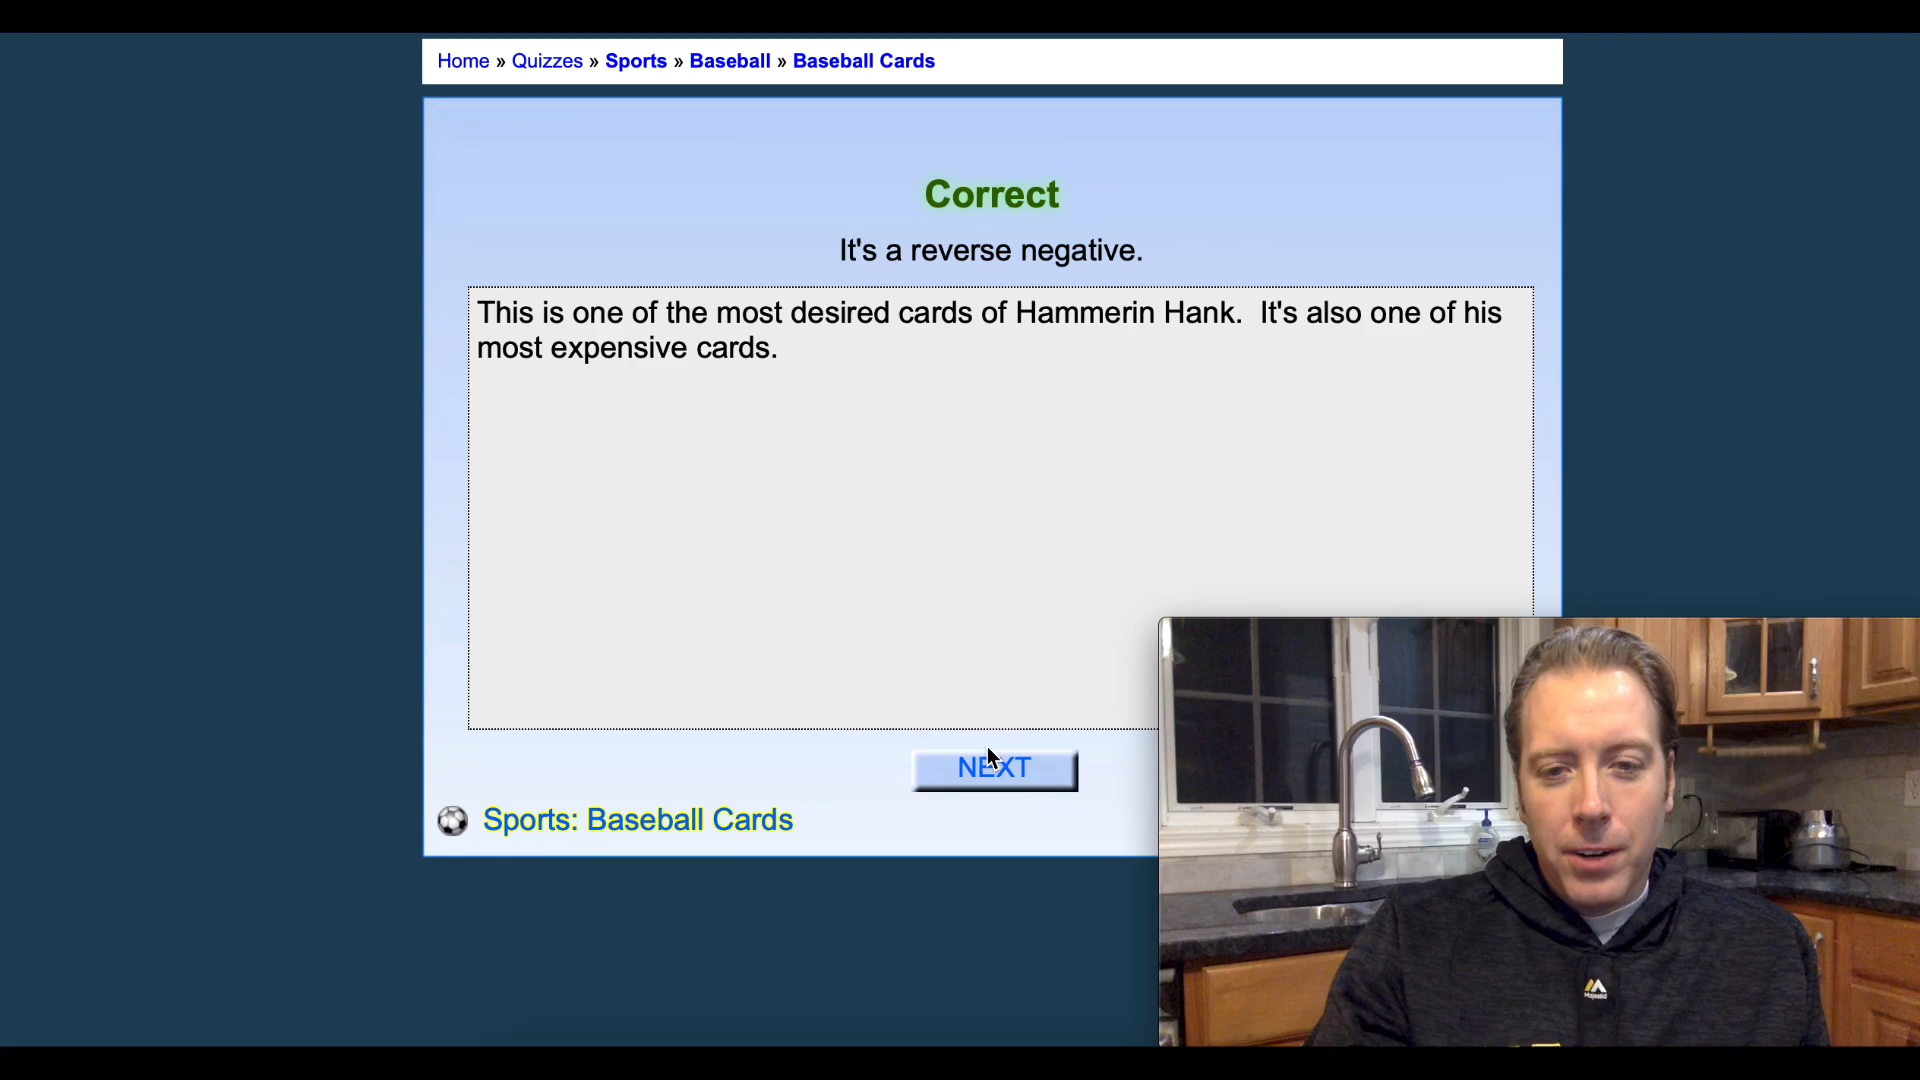 Home » Quizzes » Sports » Baseball » Baseball Cards
Correct
It's a reverse negative.
This is one of the most desired cards of Hammerin Hank.  It's also one of his
most expensive cards.
NEXT
Sports: Baseball Cards
Majestic